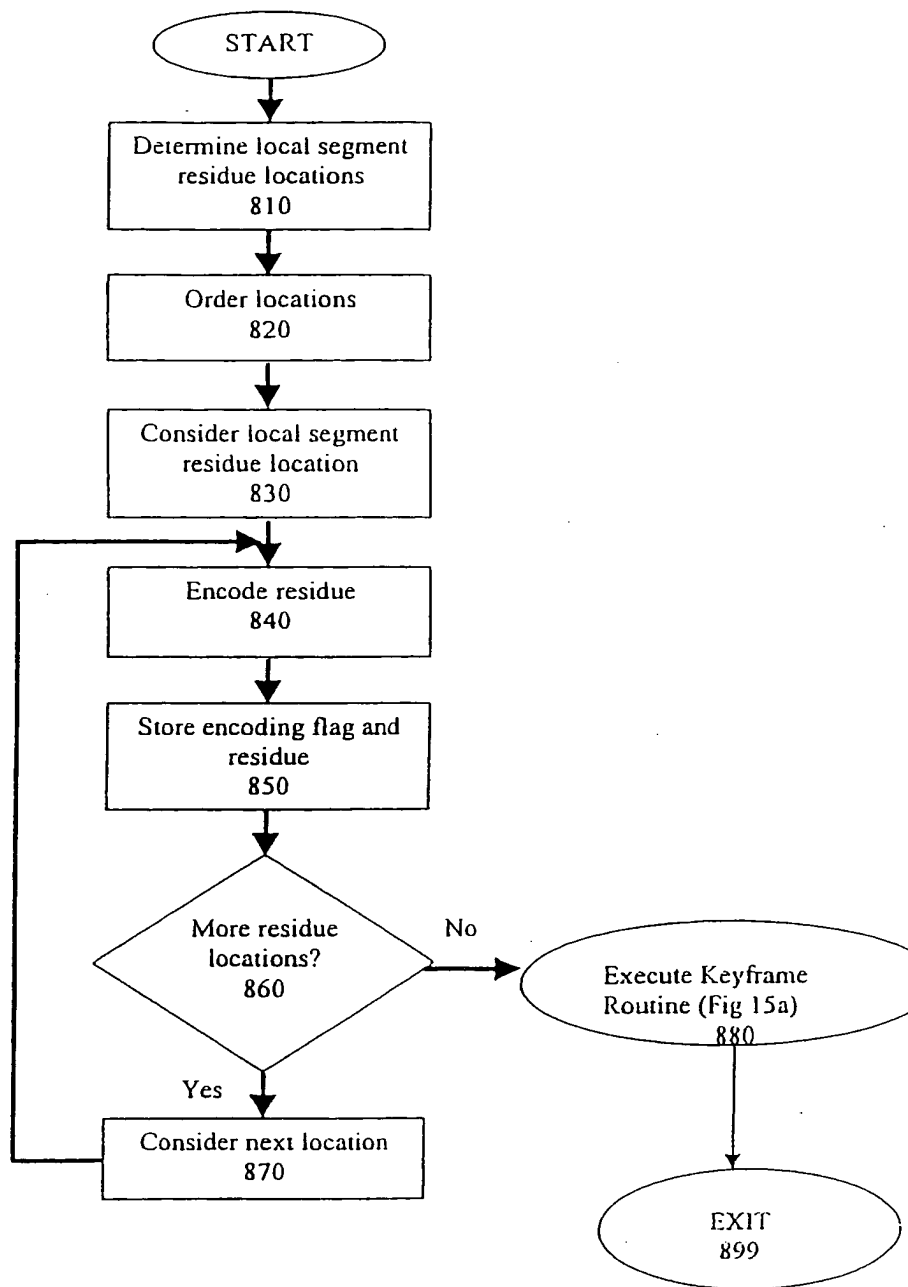 START
Determine local segment
residue locations
810
Order locations
820
Consider local segment
residue location
830
Encode residue
840
Store encoding flag and
residue
850
More residue
locations?
860
No
Yes
Consider next location
870
Execute Keyframe
Routine (Fig 15a)
880
EXIT
899